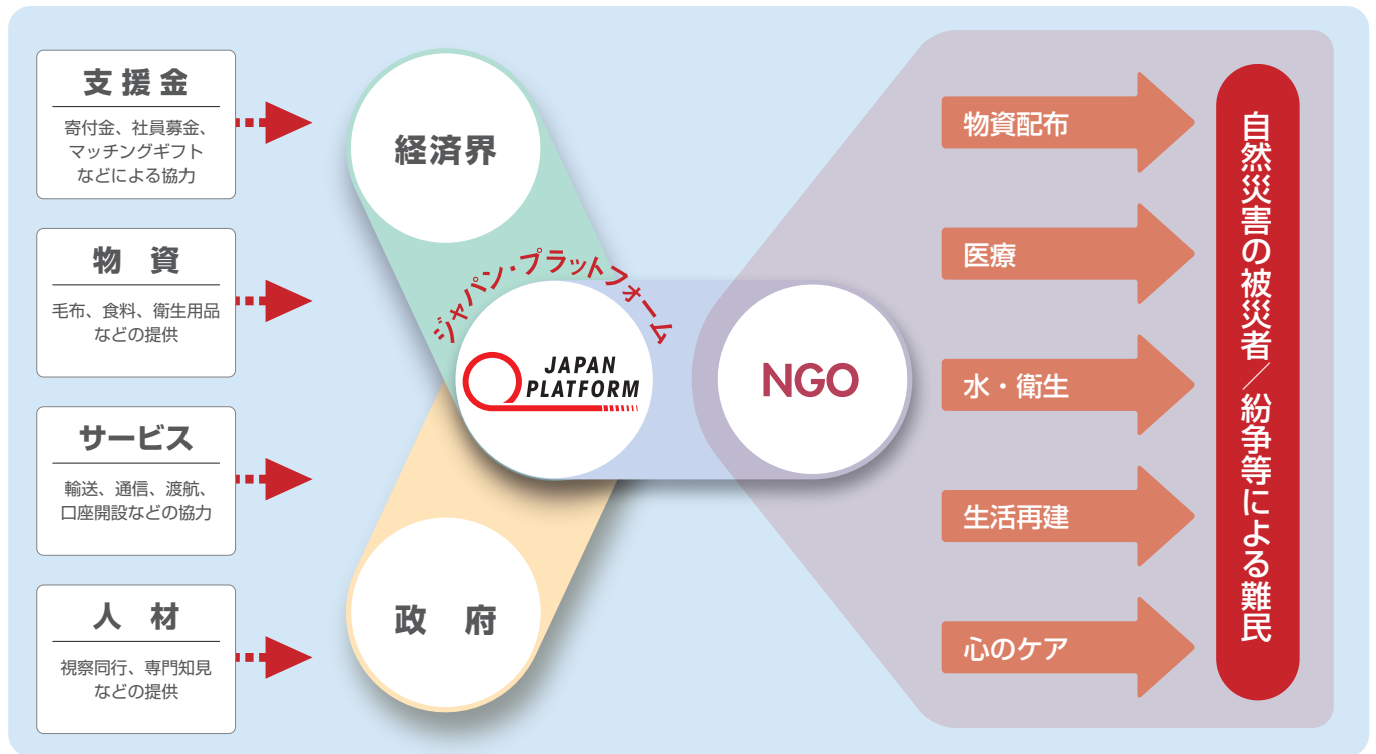 支援金
寄付金、社員募金、
マッチングギフト
などによる協力
物　資
毛布、食料、衛生用品
などの提供
サービス
輸送、通信、渡航、
口座開設などの協力
人　材
視察同行、専門知見
などの提供
経済界
ジャパン・プラットフォーム
JAPAN
PLATFORM
政　府
NGO
物資配布
医療
水・衛生
生活再建
心のケア
自然災害の被災者／紛争等による難民